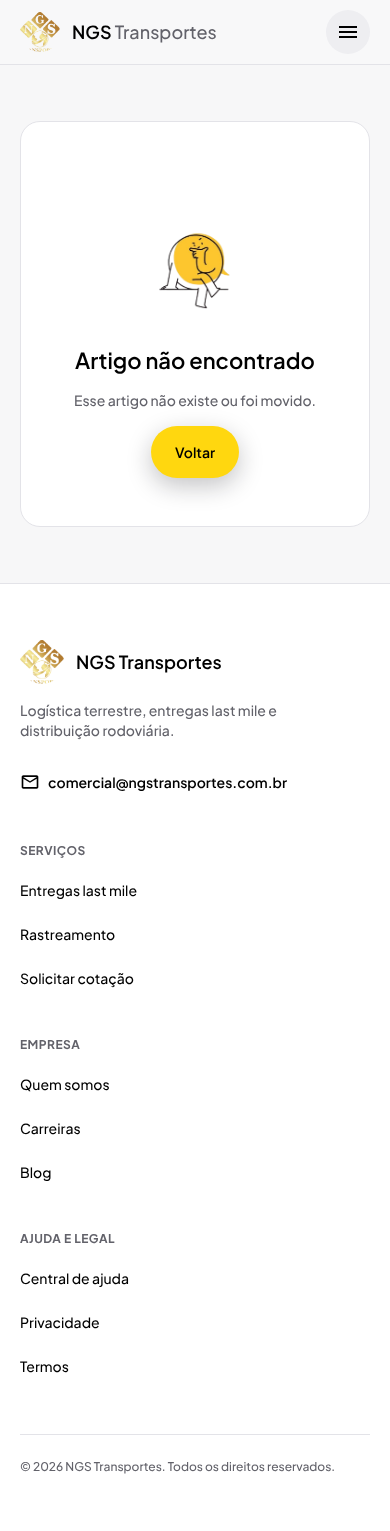 NGS Transportes
Artigo não encontrado
Esse artigo não existe ou foi movido.
Voltar
NGS Transportes
Logística terrestre, entregas last mile e
distribuição rodoviária.
comercial@ngstransportes.com.br
SERVIÇOS
Entregas last mile
Rastreamento
Solicitar cotação
EMPRESA
Quem somos
Carreiras
Blog
AJUDA E LEGAL
Central de ajuda
Privacidade
Termos
© 2026 NGS Transportes. Todos os direitos reservados.